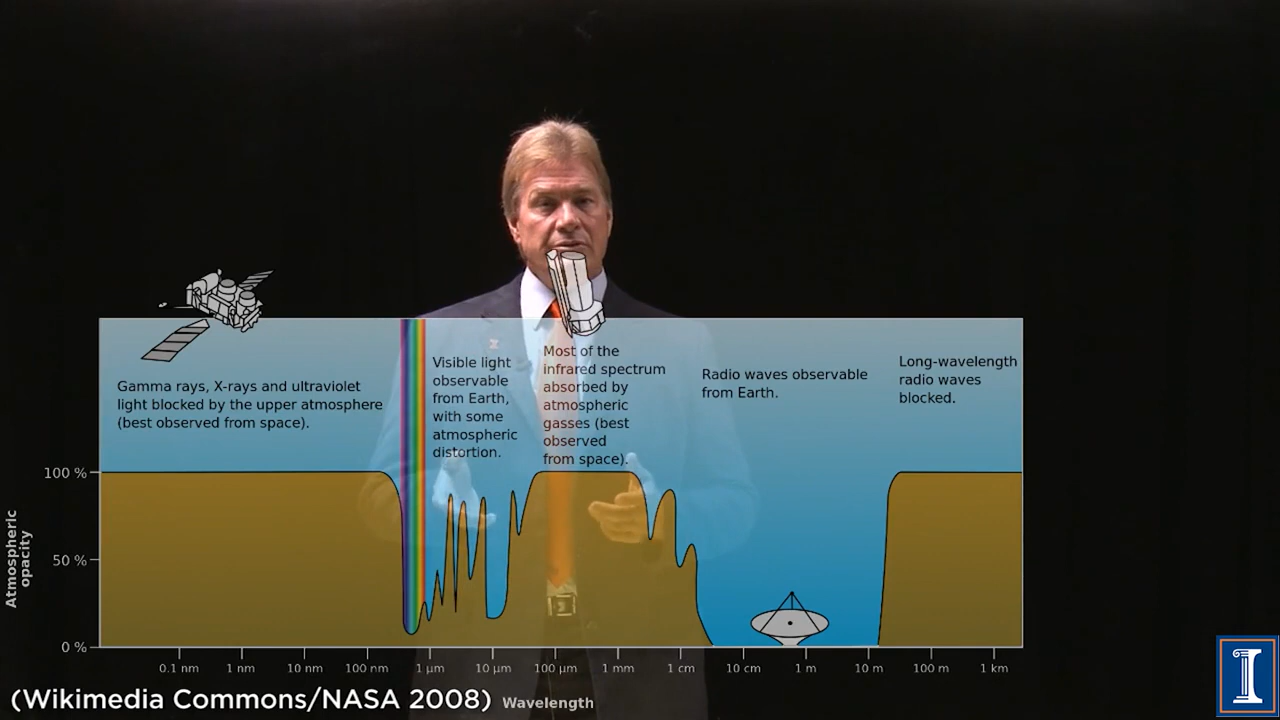 Gamma rays, X-rays and ultraviolet
light blocked by the upper atmosphere
(best observed from space).
Visible light
observable
from Earth,
with some
atmospheric
distortion.
Most of the
infrared spectrum
absorbed by
atmospheric
gasses (best
observed
from space).
Radio waves observable
from Earth.
Long-wavelength
radio waves
blocked.
Atmospheric
opacity
100 %
50 %
0 %
0.1 nm 1 nm 10 nm 100 nm 1 µm 10 µm 100 µm 1 mm 1 cm 10 cm 1 m 10 m 100 m 1 km
Wavelength
(Wikimedia Commons/NASA 2008)
I